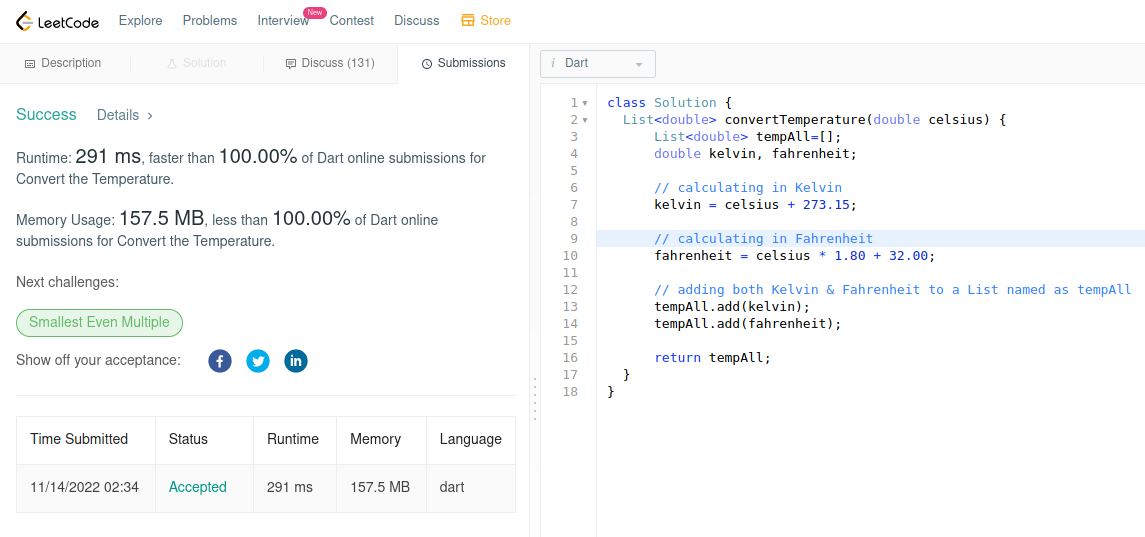 LeetCode Explore Problems Interview New Contest Discuss Store
Description Solution Discuss (131) Submissions
Success Details >
Runtime: 291 ms, faster than 100.00% of Dart online submissions for
Convert the Temperature.
Memory Usage: 157.5 MB, less than 100.00% of Dart online
submissions for Convert the Temperature.
Next challenges:
Smallest Even Multiple
Show off your acceptance:
Time Submitted Status Runtime Memory Language
11/14/2022 02:34 Accepted 291 ms 157.5 MB dart
i Dart
1 class Solution {
2 List<double> convertTemperature(double celsius) {
3 List<double> tempAll=[];
4 double kelvin, fahrenheit;
5
6 // calculating in Kelvin
7 kelvin = celsius + 273.15;
8
9 // calculating in Fahrenheit
10 fahrenheit = celsius * 1.80 + 32.00;
11
12 // adding both Kelvin & Fahrenheit to a List named as tempAll
13 tempAll.add(kelvin);
14 tempAll.add(fahrenheit);
15
16 return tempAll;
17 }
18 }